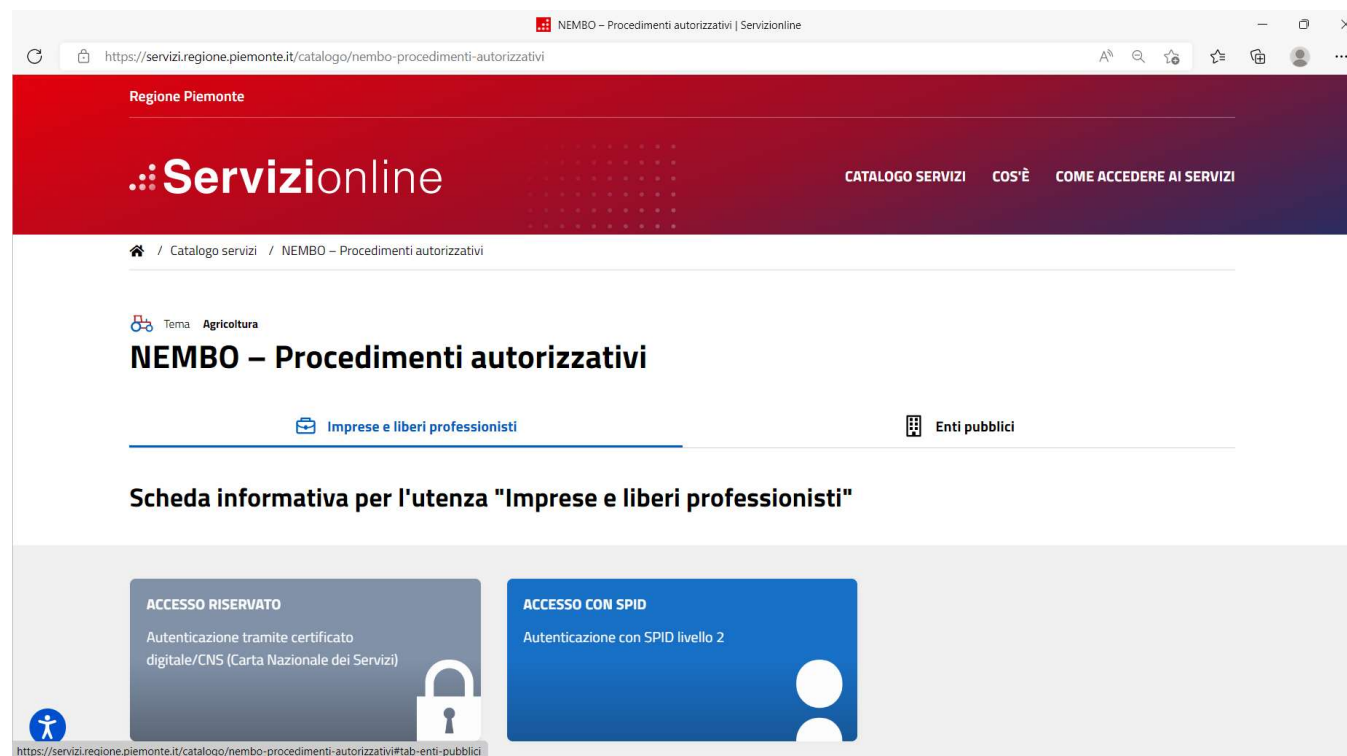 NEMBO – Procedimenti autorizzativi | Servizionline
https://servizi.regione.piemonte.it/catalogo/nembo-procedimenti-autorizzativi
Regione Piemonte
Servizionline
CATALOGO SERVIZI COS'È COME ACCEDERE AI SERVIZI
/ Catalogo servizi / NEMBO – Procedimenti autorizzativi
Tema Agricoltura
NEMBO – Procedimenti autorizzativi
Imprese e liberi professionisti
Enti pubblici
Scheda informativa per l'utenza "Imprese e liberi professionisti"
ACCESSO RISERVATO
Autenticazione tramite certificato
digitale/CNS (Carta Nazionale dei Servizi)
ACCESSO CON SPID
Autenticazione con SPID livello 2
https://servizi.regione.piemonte.it/catalogo/nembo-procedimenti-autorizzativi#tab-enti-pubblici